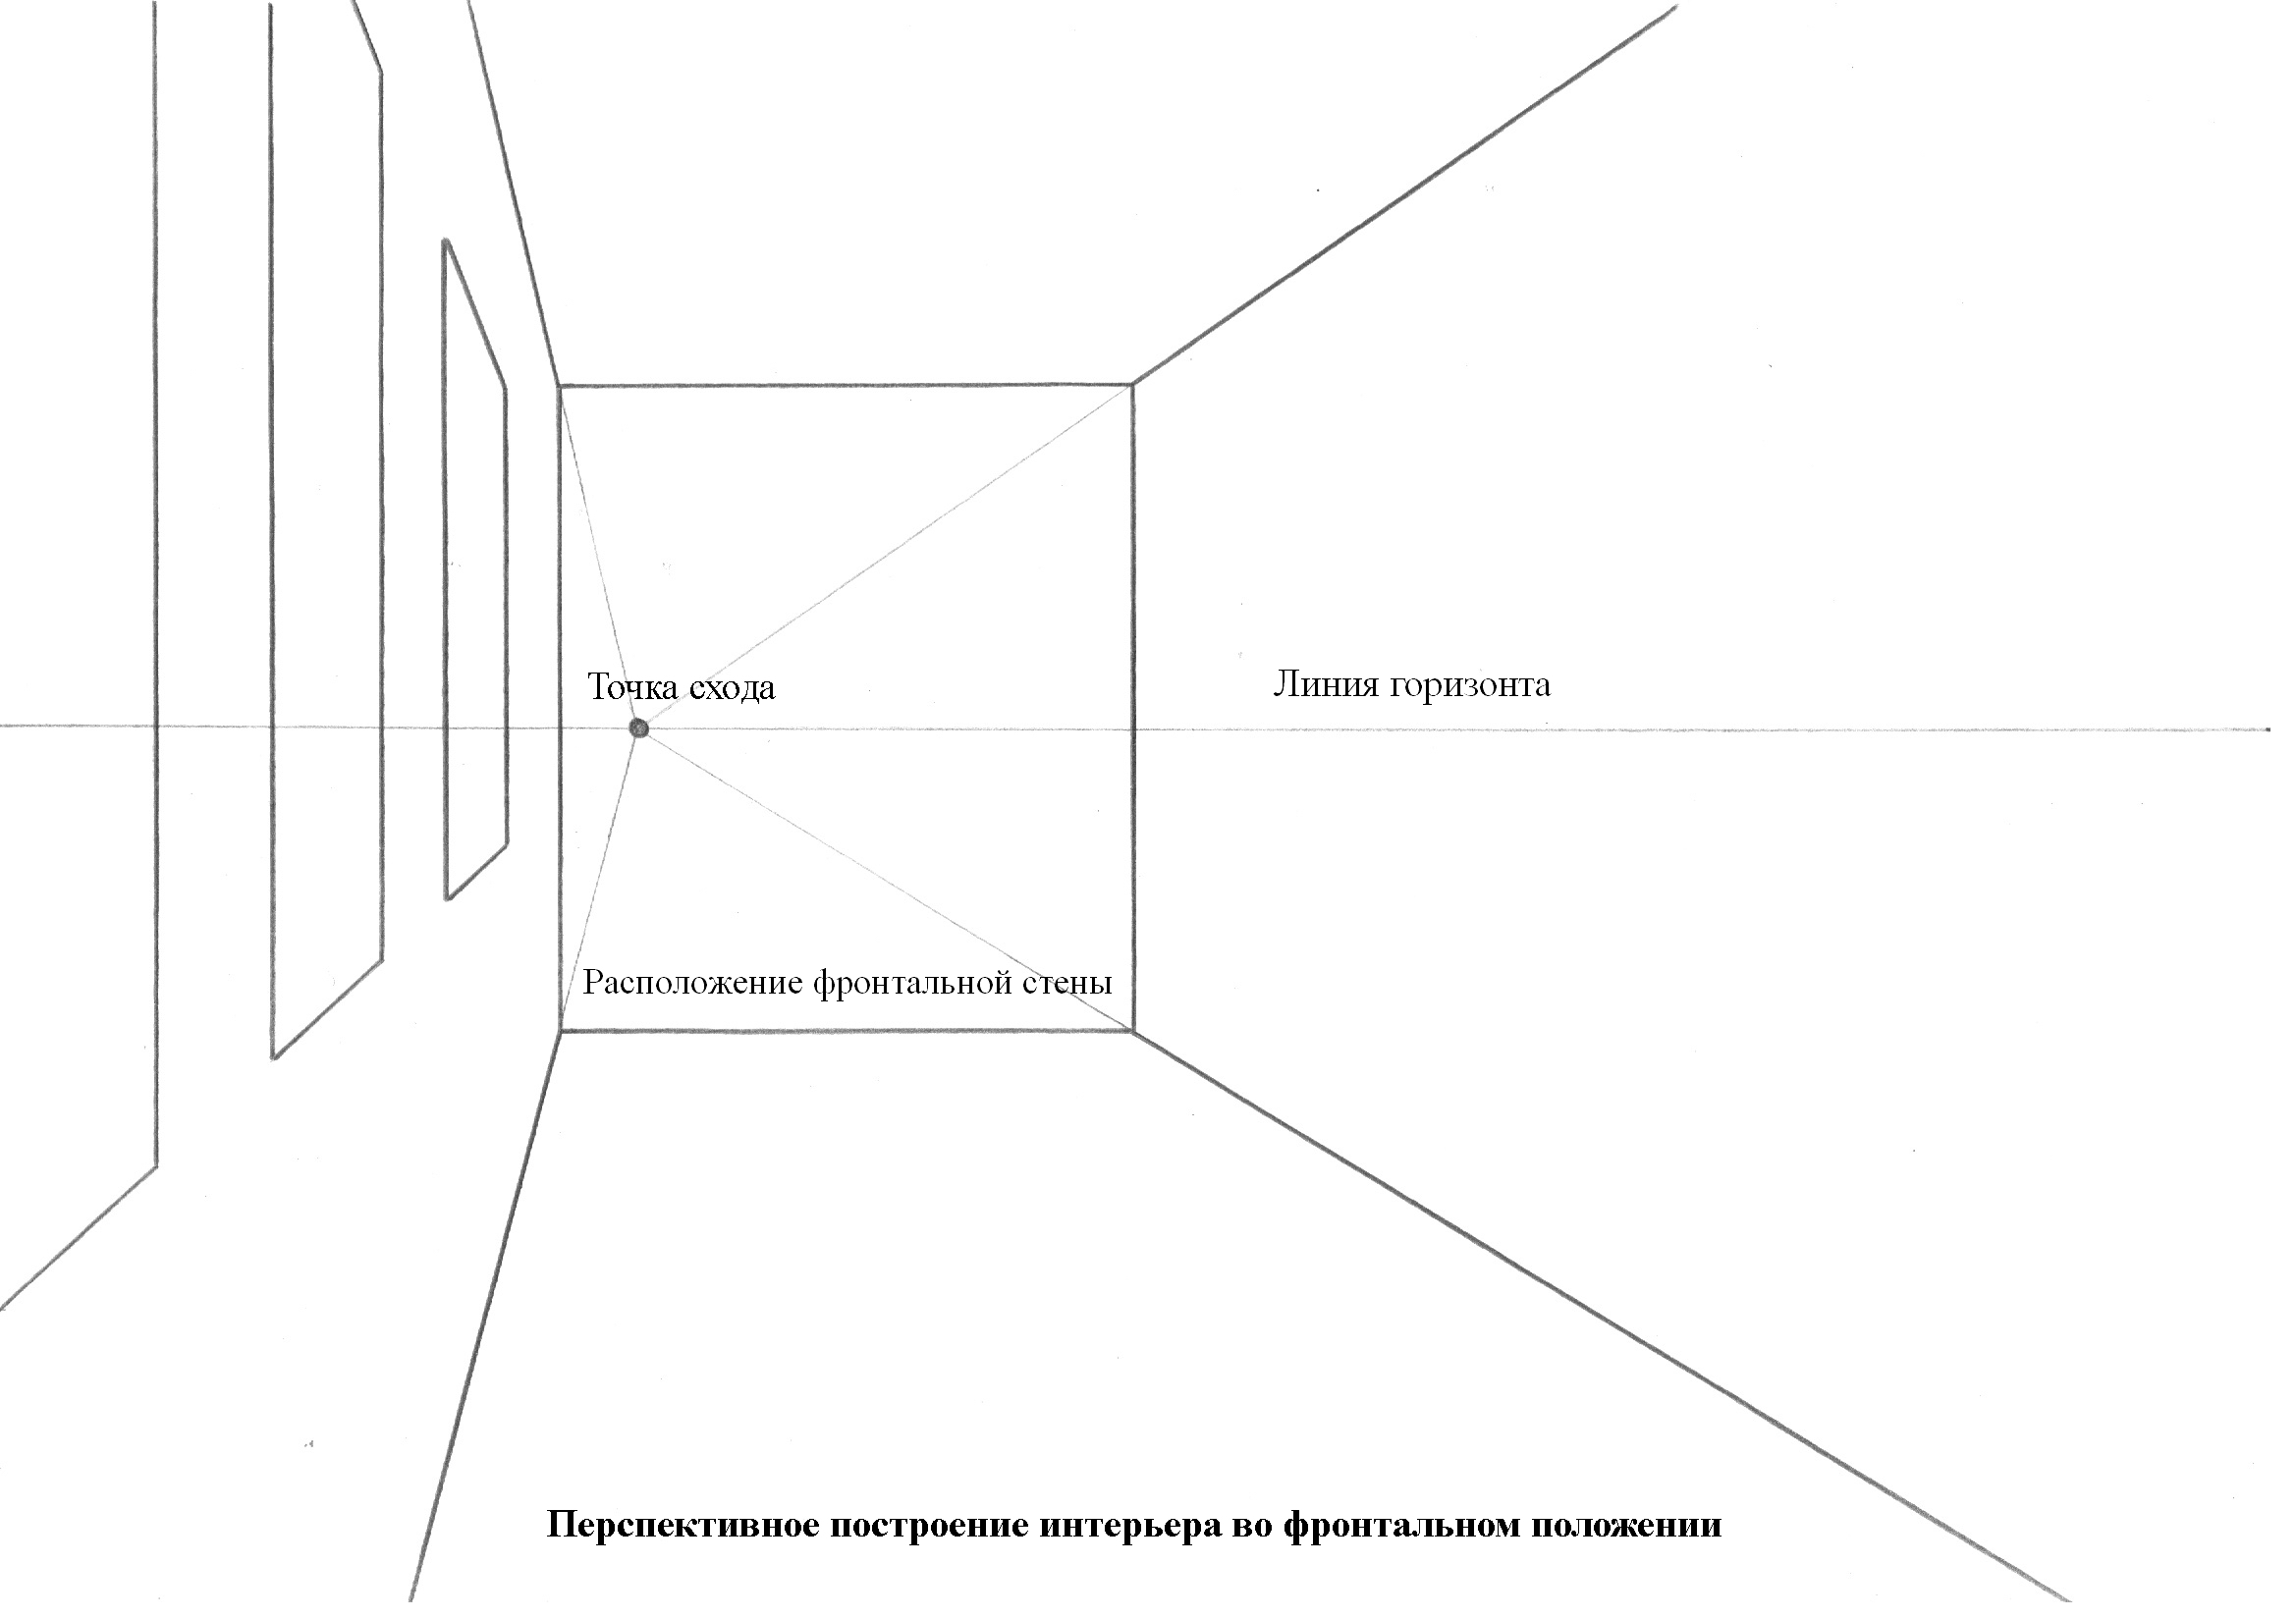 Точка схода
Линия горизонта
Расположение фронтальной стены
Перспективное построение интерьера во фронтальном положении